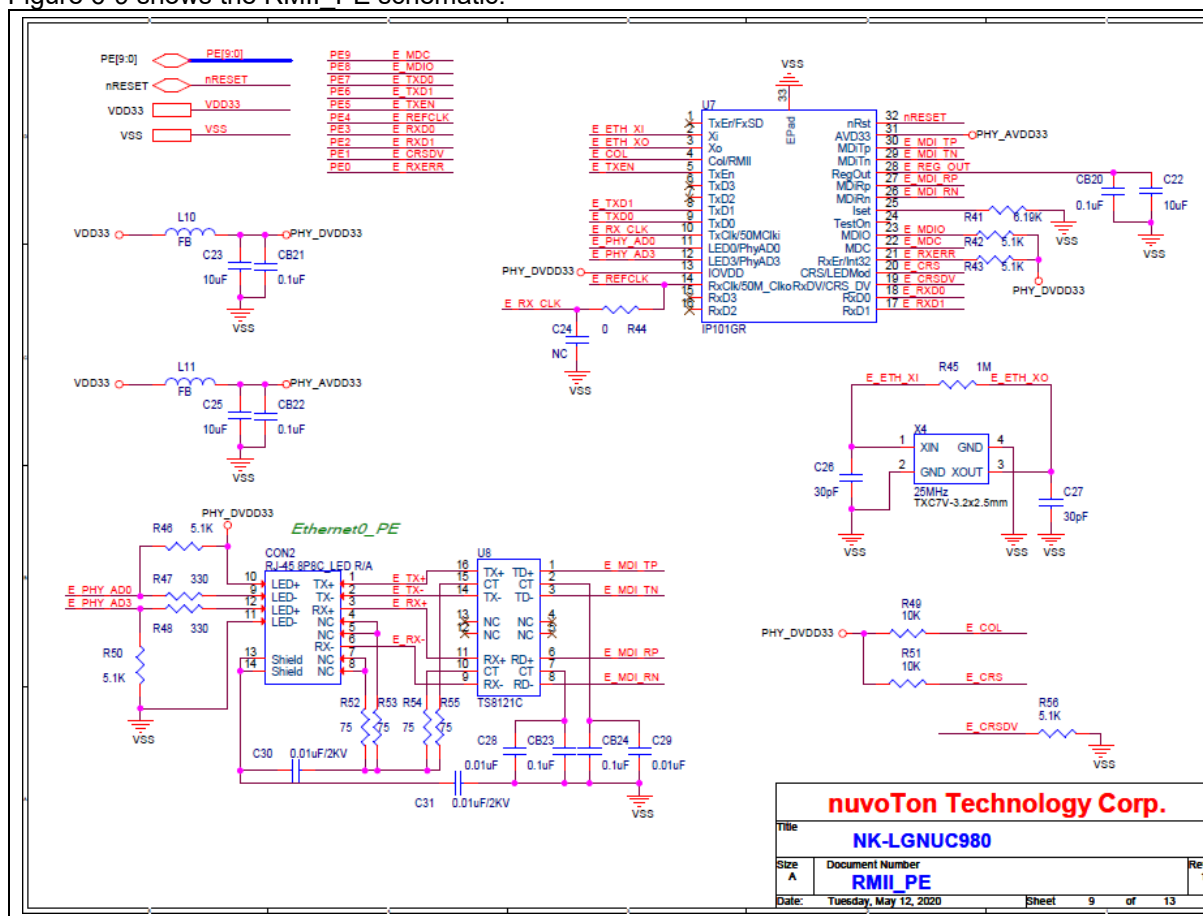 Figure 3-9 shows the RMII_PE schematic.
PE[9:0] PE[9:0]
nRESET nRESET
VDD33 VDD33
VSS VSS
PE9 E_MDC
PE8 E_MDIO
PE7 E_TXD0
PE6 E_TXD1
PE5 E_TXEN
PE4 E_REFCLK
PE3 E_RXD0
PE2 E_RXD1
PE1 E_CRSDV
PE0 E_RXERR
VSS
33
EPad
U7
1 TxEr/FxSD
E_ETH_XI 2 Xi
E_ETH_XO 3 Xo
E_COL 4 Col/RMII
E_TXEN 5 TxEn
6 TxD3
7 TxD2
E_TXD1 8 TxD1
E_TXD0 9 TxD0
E_RX_CLK 10 TxClk/50MClki
E_PHY_AD0 11 LED0/PhyAD0
E_PHY_AD3 12 LED3/PhyAD3
PHY_DVDD33 13 IOVDD
E_REFCLK 14 RxClk/50M_Clko
15 RxD3
16 RxD2
IP101GR
nRst 32 nRESET
AVD33 31 PHY_AVDD33
MDiTp 30 E_MDI_TP
MDiTn 29 E_MDI_TN
RegOut 28 E_REG_OUT
MDiRp 27 E_MDI_RP
MDiRn 26 E_MDI_RN
Iset 25
TestOn 24
MDIO 23 E_MDIO
MDC 22 E_MDC
RxEr/Int32 21 E_RXERR
CRS/LEDMod 20 E_CRS
RxDV/CRS_DV 19 E_CRSDV
RxD0 18 E_RXD0
RxD1 17 E_RXD1
R41 6.19K
VSS
R42 5.1K
R43 5.1K
PHY_DVDD33
CB20
0.1uF
C22
10uF
VSS
E_RX_CLK
0 R44
C24
NC
VSS
L10
VDD33 FB PHY_DVDD33
C23
10uF
CB21
0.1uF
VSS
L11
VDD33 FB PHY_AVDD33
C25
10uF
CB22
0.1uF
VSS
R45 1M
E_ETH_XI E_ETH_XO
X4
1 XIN GND 4
2 GND XOUT 3
25MHz
TXC7V-3.2x2.5mm
C26
30pF
C27
30pF
VSS VSS VSS
PHY_DVDD33
R46 5.1K
Ethernet0_PE
CON2
RJ-45 8P8C_LED R/A
E_PHY_AD0 R47 330
E_PHY_AD3
R48 330
R50
5.1K
VSS
10 LED+ TX+ 1 E_TX+
9 LED- TX- 2 E_TX-
12 LED+ RX+ 3 E_RX+
11 LED- NC 4
NC 5
RX- 6 E_RX-
13 Shield NC 7
14 Shield NC 8
U8
16 TX+ TD+ 1 E_MDI_TP
15 CT CT 2
14 TX- TD- 3 E_MDI_TN
13 NC NC 4
12 NC NC 5
11 RX+ RD+ 6 E_MDI_RP
10 CT CT 7
9 RX- RD- 8 E_MDI_RN
TS8121C
R52 R53 R54 R55
75 75 75 75
C30 0.01uF/2KV
C31 0.01uF/2KV
C28
0.01uF
CB23
0.1uF
CB24
0.1uF
C29
0.01uF
VSS
PHY_DVDD33
R49
10K
E_COL
R51
10K
E_CRS
R56
E_CRSDV 5.1K
VSS
nuvoTon Technology Corp.
Title
NK-LGNUC980
Size
A
Document Number
RMII_PE
Date: Tuesday, May 12, 2020 Sheet 9 of 13